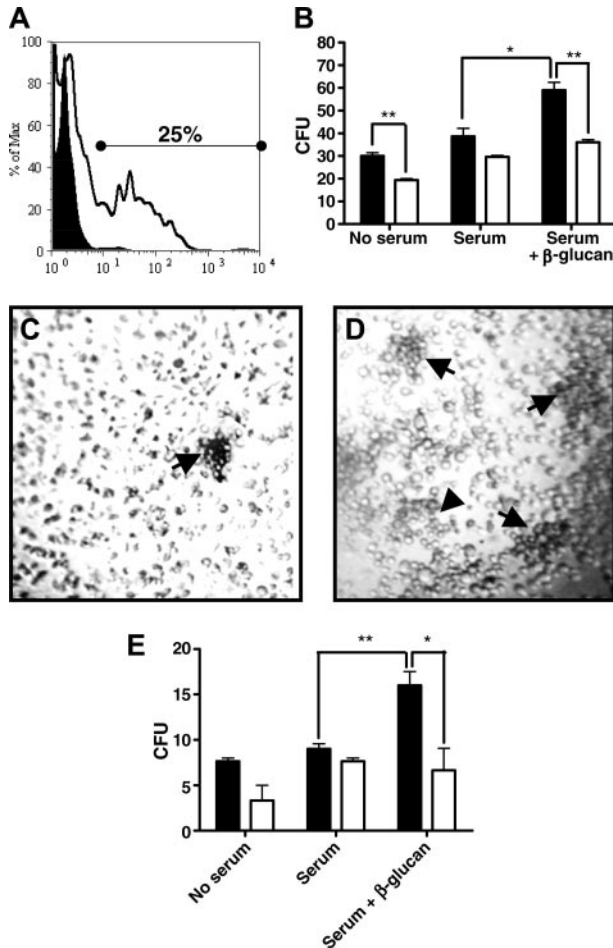 A
100
80
60
40
20
0
% of Max
25%
10^0 10^1 10^2 10^3 10^4
B
80
70
60
50
40
30
20
10
0
CFU
**
*
**
No serum Serum Serum + β-glucan
C
D
E
20
15
10
5
0
CFU
**
*
No serum
Serum
Serum + β-glucan